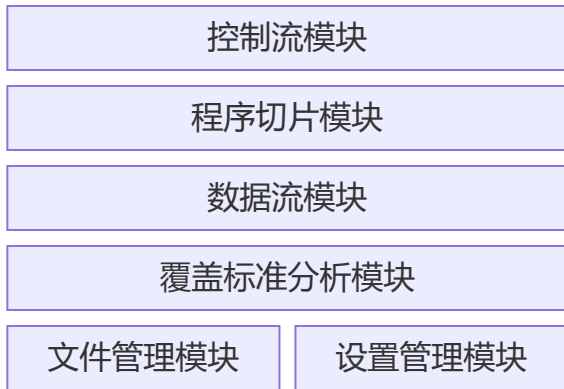 控制流模块
程序切片模块
数据流模块
覆盖标准分析模块
文件管理模块
设置管理模块